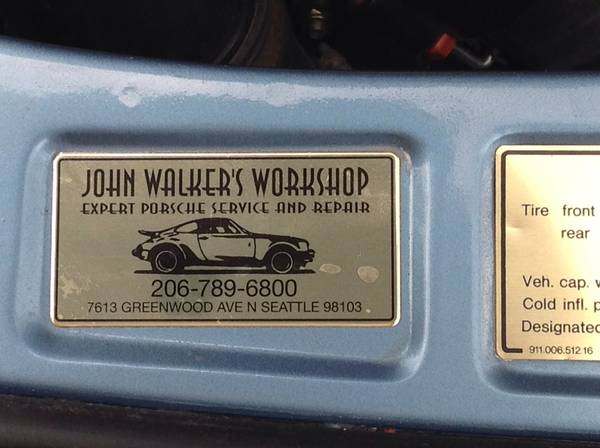 JOHN WALKER'S WORKSHOP
EXPERT PORSCHE SERVICE AND REPAIR
206-789-6800
7613 GREENWOOD AVE N SEATTLE 98103
Tire front
rear
Veh. cap.
Cold infl.
Designated
911.006.512.16